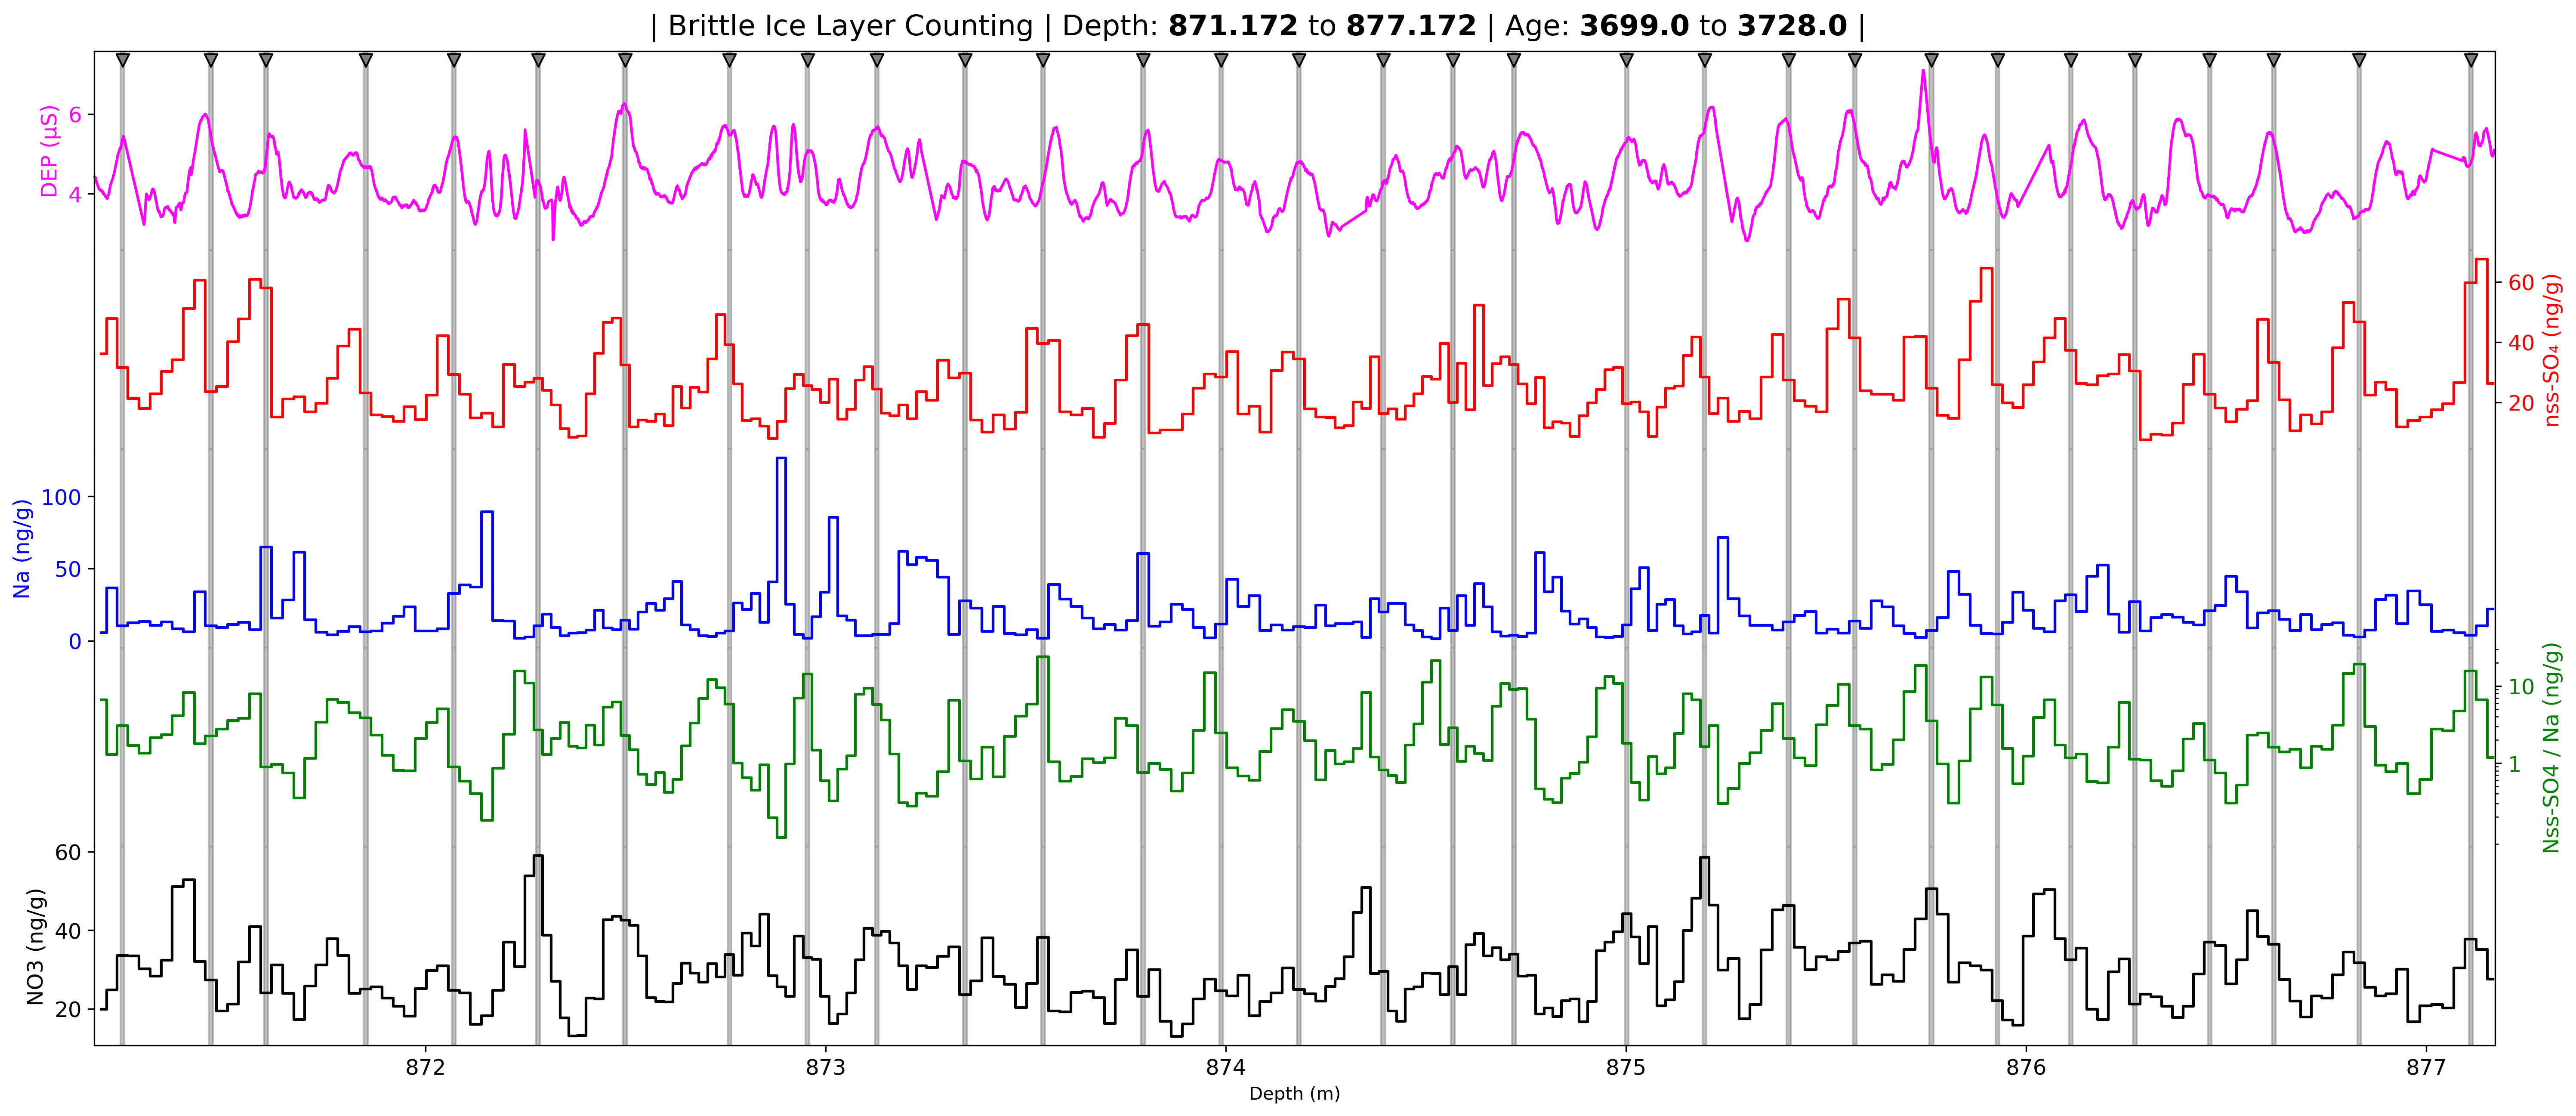 | Brittle Ice Layer Counting | Depth: 871.172 to 877.172 | Age: 3699.0 to 3728.0 |
DEP (µS)
6
4
60
40
20
nss-SO₄ (ng/g)
Na (ng/g)
100
50
0
10
1
Nss-SO4 / Na (ng/g)
NO3 (ng/g)
60
40
20
872
873
874
875
876
877
Depth (m)